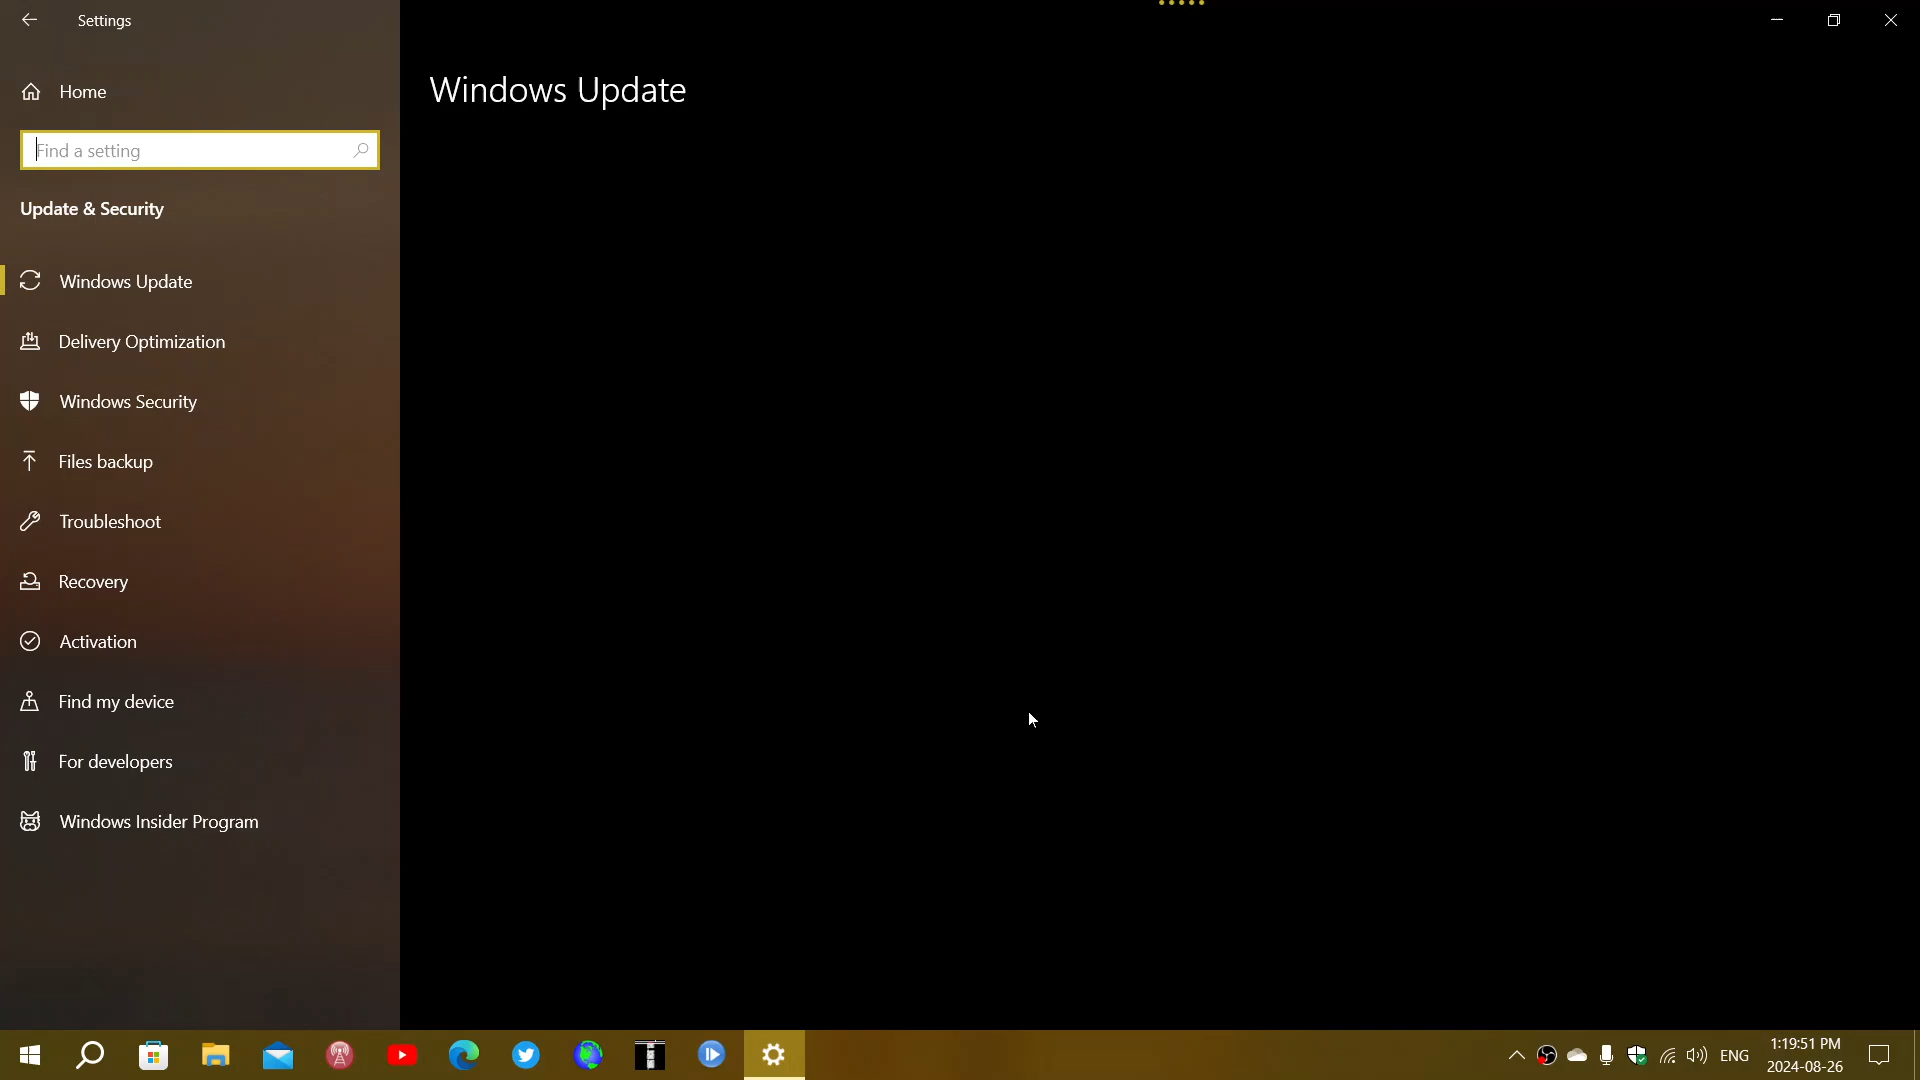 Settings
Home
Find a setting
Update & Security
Windows Update
Delivery Optimization
Windows Security
Files backup
Troubleshoot
Recovery
Activation
Find my device
For developers
Windows Insider Program
Windows Update
ENG
1:19:51 PM
2024-08-26